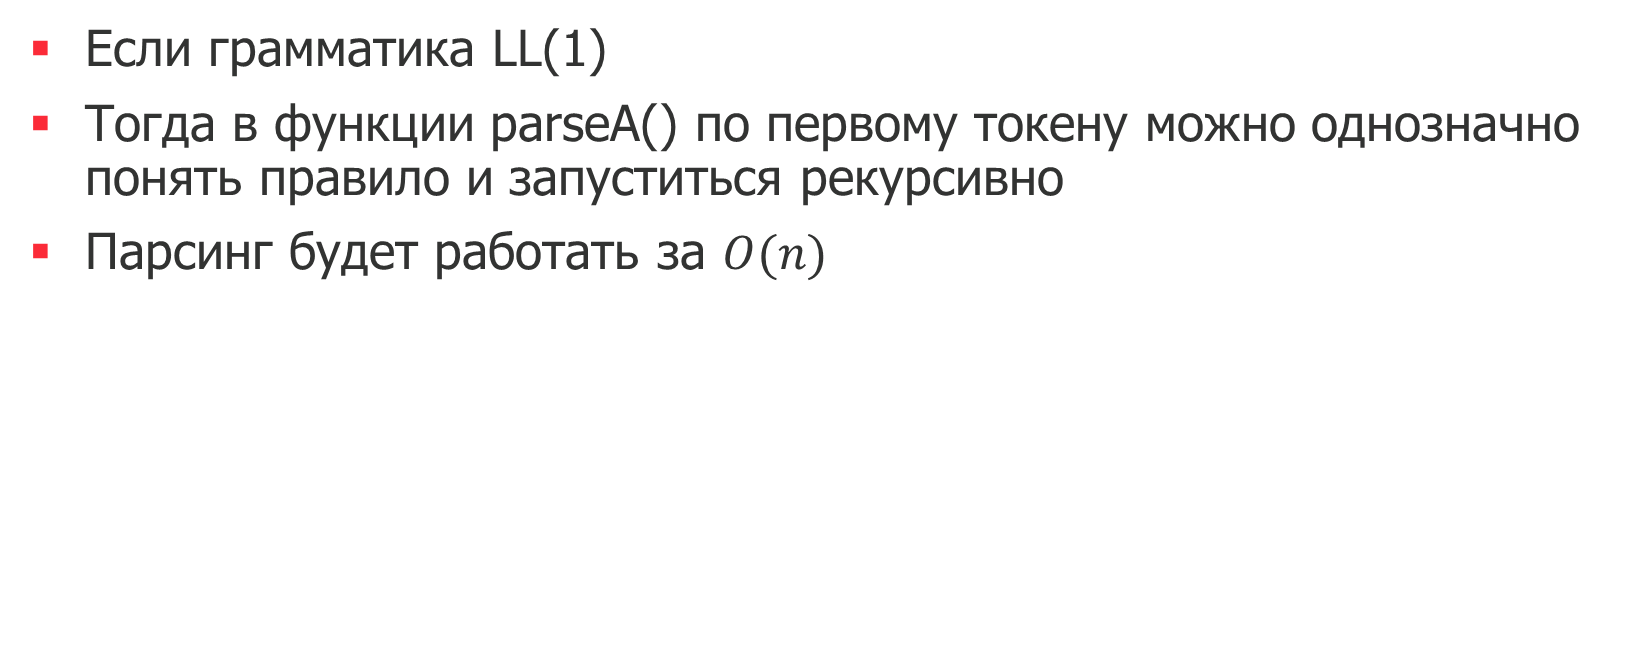 Если грамматика LL(1)
Тогда в функции parseA() по первому токену можно однозначно
понять правило и запуститься рекурсивно
Парсинг будет работать за O(n)